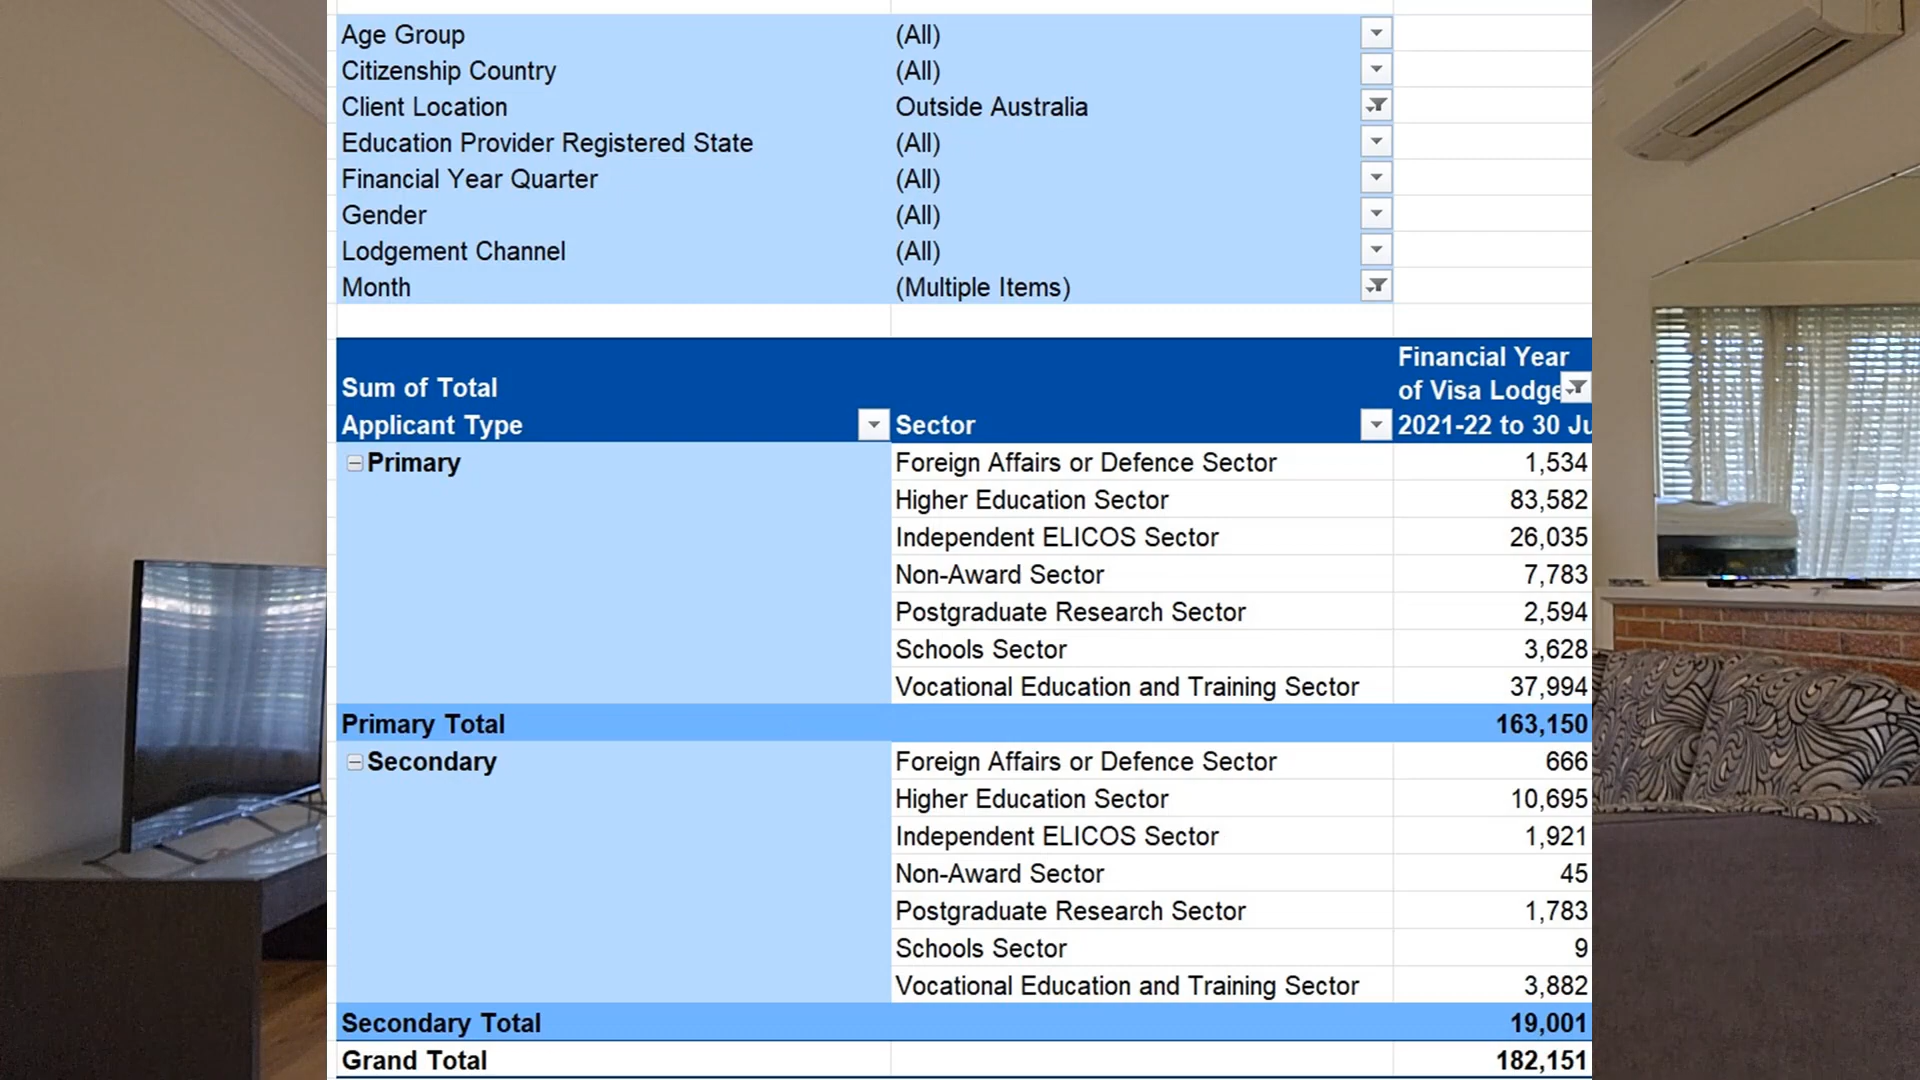 Age Group (All)
Citizenship Country (All)
Client Location Outside Australia
Education Provider Registered State (All)
Financial Year Quarter (All)
Gender (All)
Lodgement Channel (All)
Month (Multiple Items)
Financial Year
Sum of Total of Visa Lodge
Applicant Type Sector 2021-22 to 30 Ju
Primary Foreign Affairs or Defence Sector 1,534
Higher Education Sector 83,582
Independent ELICOS Sector 26,035
Non-Award Sector 7,783
Postgraduate Research Sector 2,594
Schools Sector 3,628
Vocational Education and Training Sector 37,994
Primary Total 163,150
Secondary Foreign Affairs or Defence Sector 666
Higher Education Sector 10,695
Independent ELICOS Sector 1,921
Non-Award Sector 45
Postgraduate Research Sector 1,783
Schools Sector 9
Vocational Education and Training Sector 3,882
Secondary Total 19,001
Grand Total 182,151